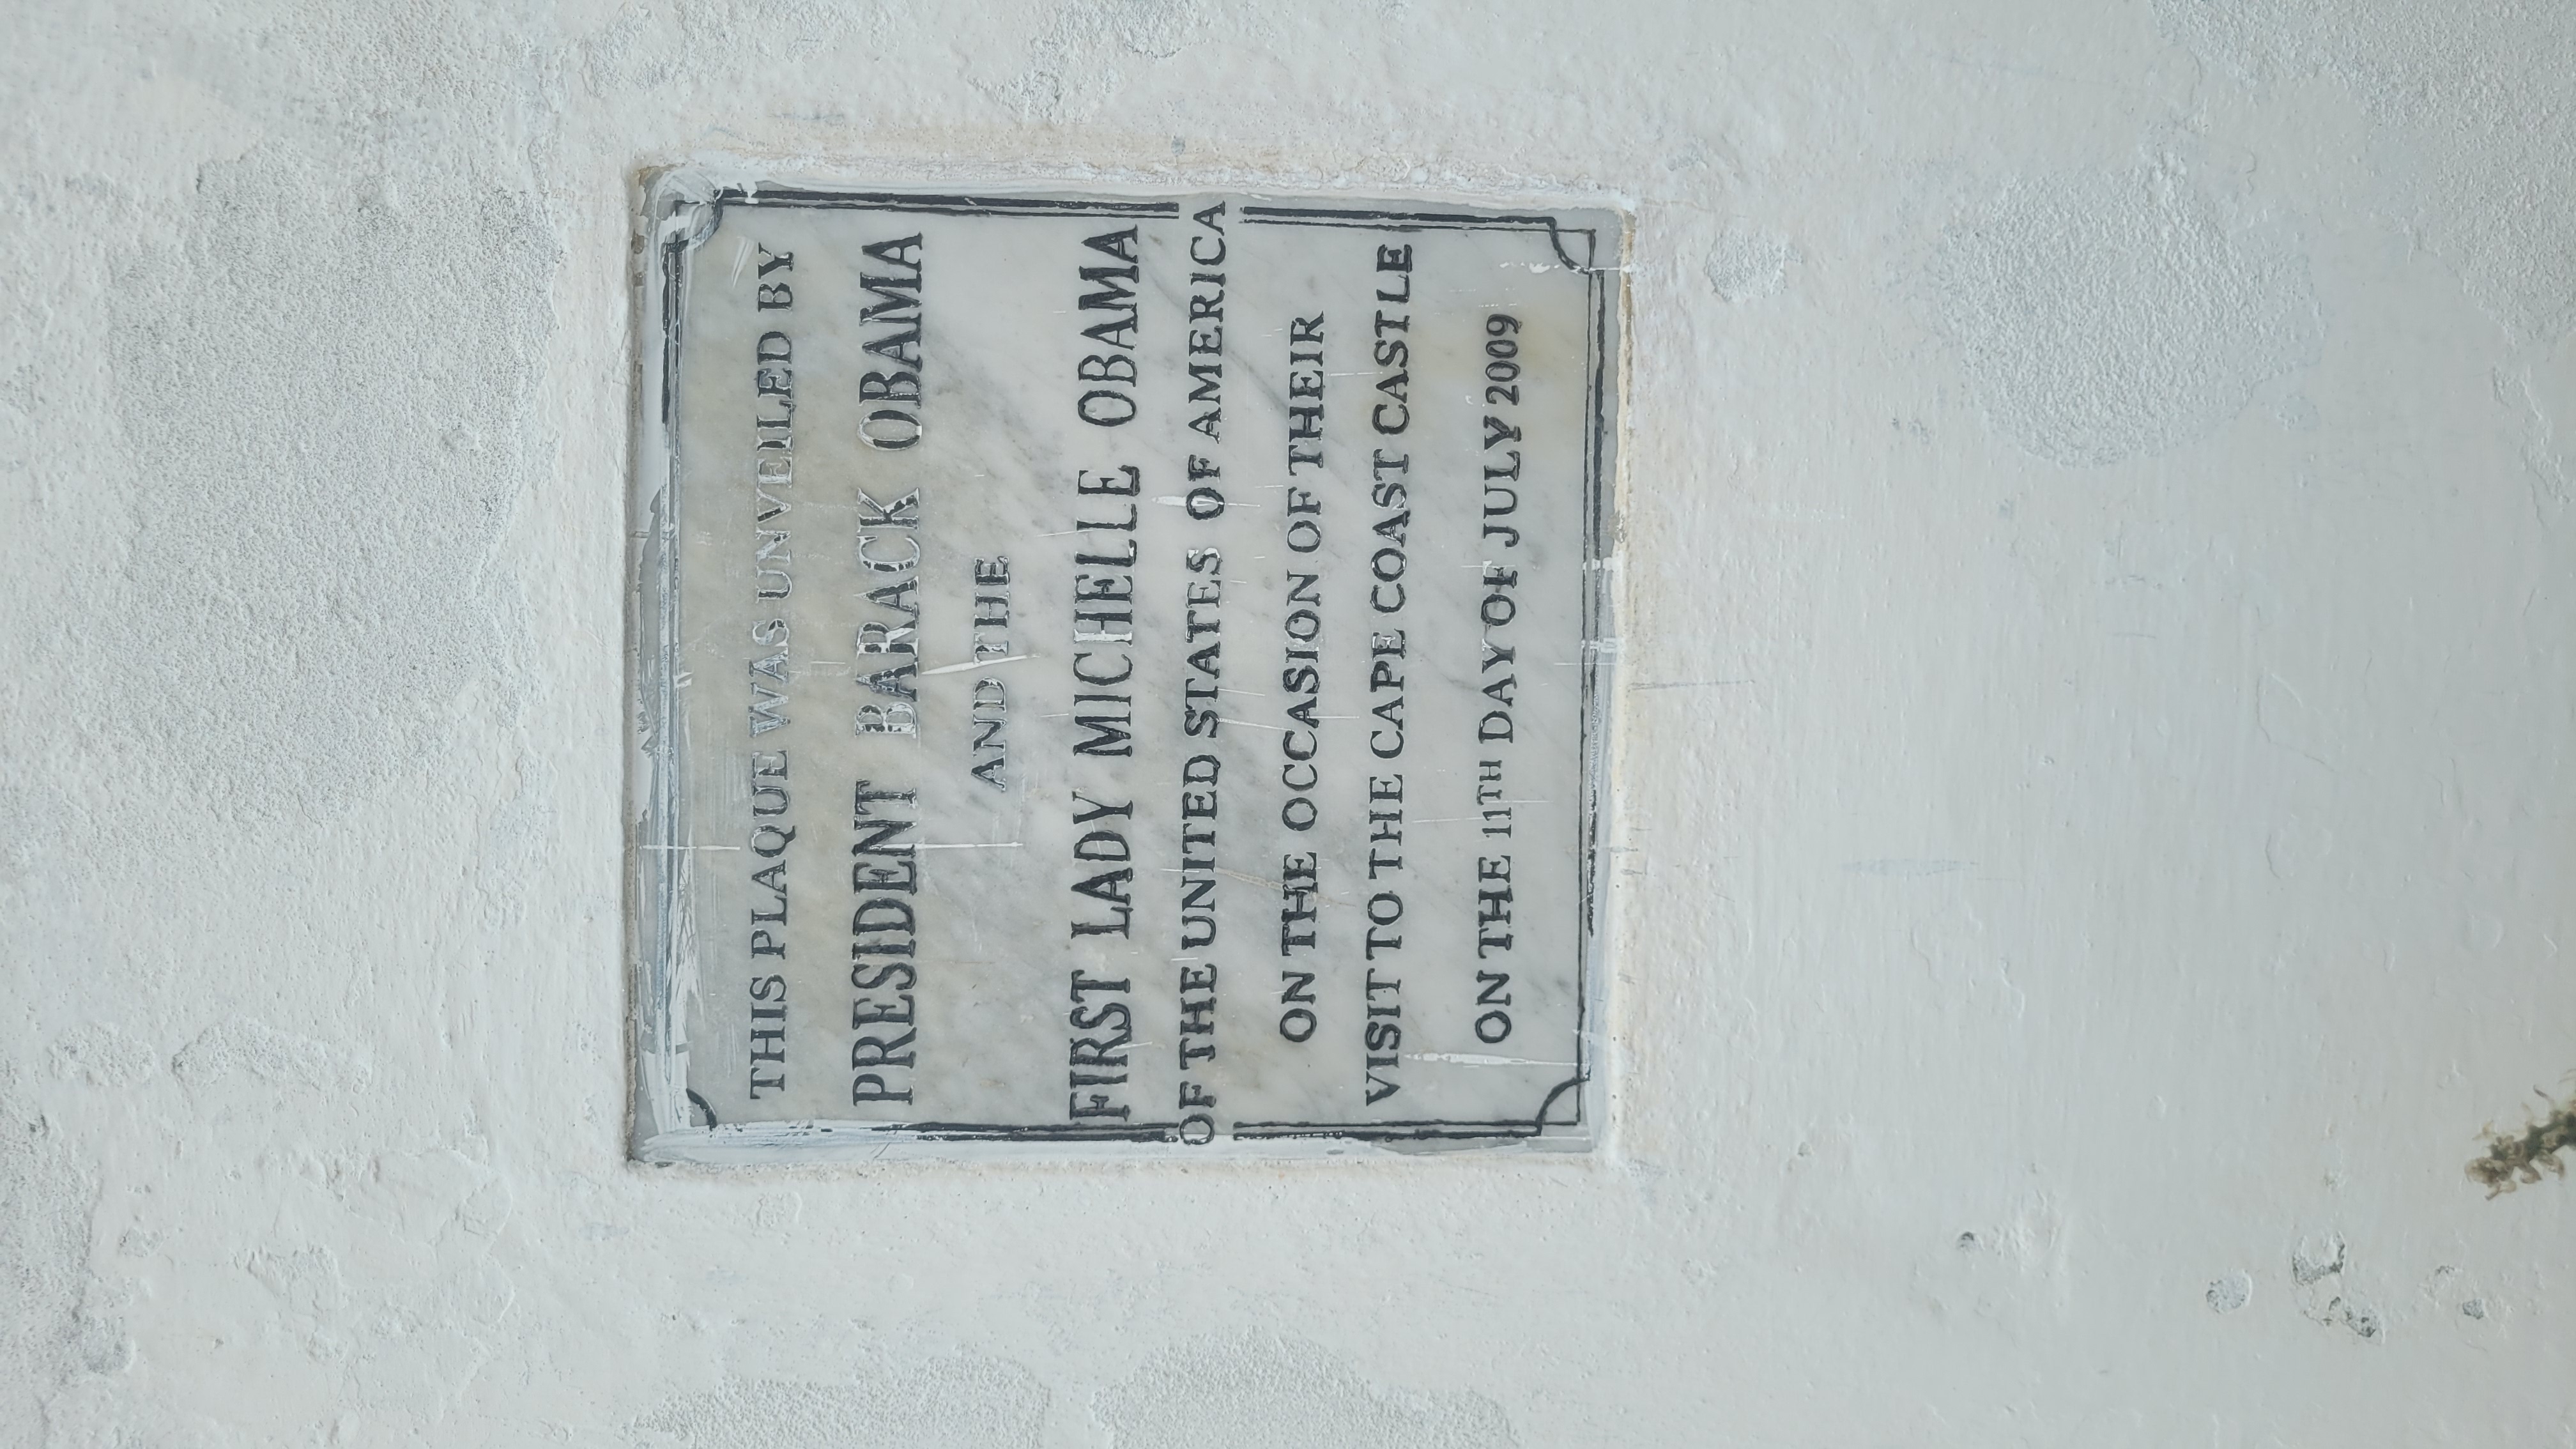 THIS PLAQUE WAS UNVEILED BY
PRESIDENT BARACK OBAMA
AND THE
FIRST LADY MICHELLE OBAMA
OF THE UNITED STATES OF AMERICA
ON THE OCCASION OF THEIR
VISIT TO THE CAPE COAST CASTLE
ON THE 11TH DAY OF JULY 2009